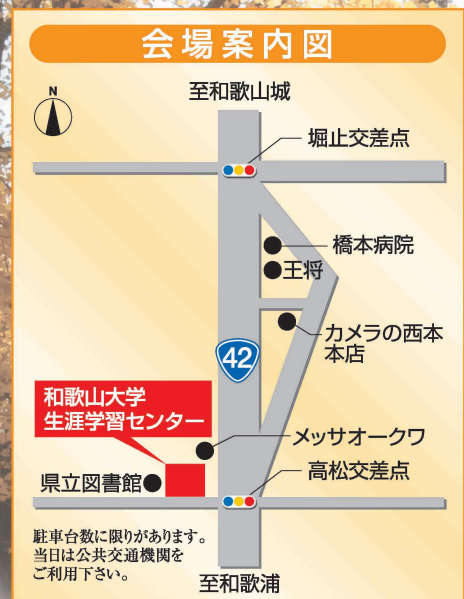 会場案内図
N
至和歌山城
堀止交差点
橋本病院
王将
カメラの西本
本店
42
和歌山大学
生涯学習センター
メッサオークワ
県立図書館
高松交差点
駐車台数に限りがあります。
当日は公共交通機関を
ご利用下さい。
至和歌浦